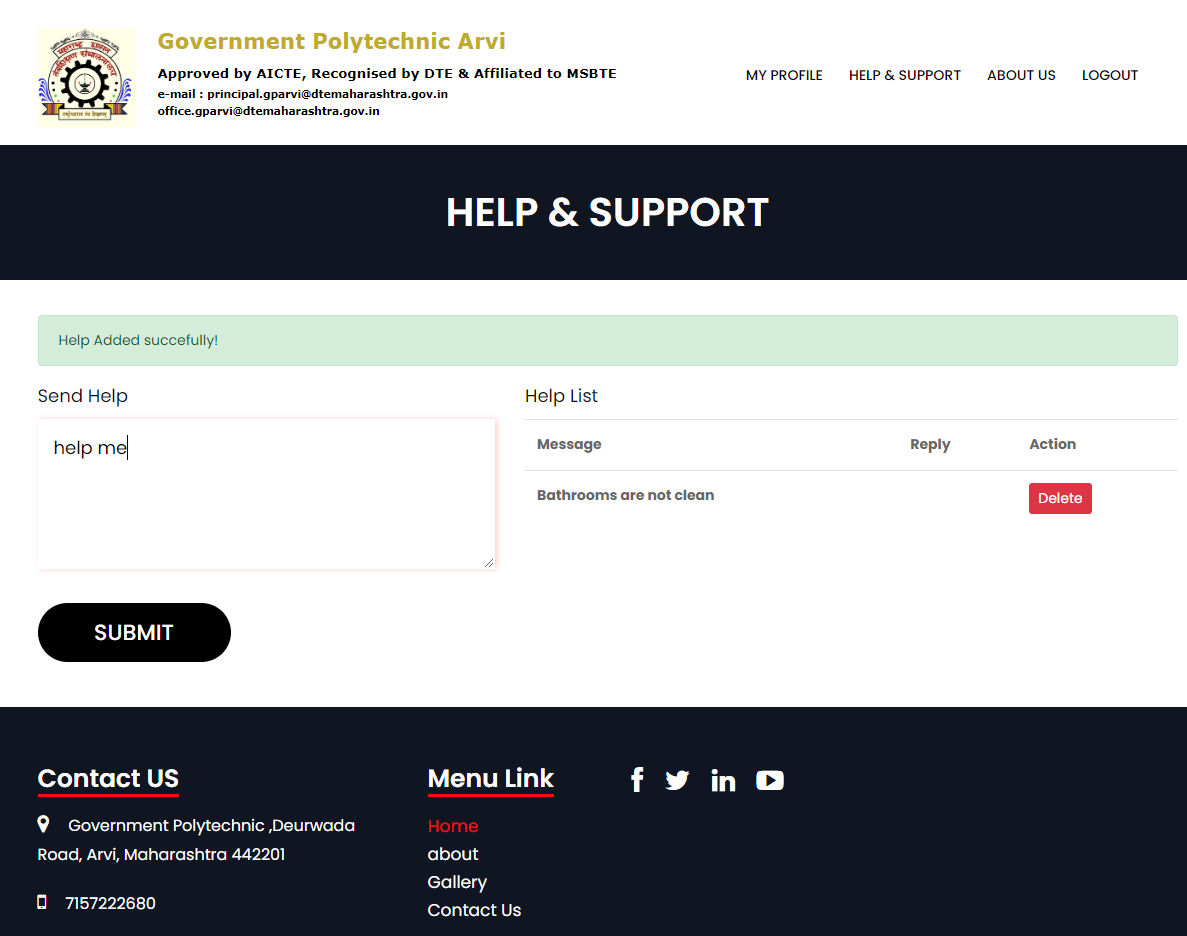 महाराष्ट्र शासन
Government Polytechnic Arvi
Approved by AICTE, Recognised by DTE & Affiliated to MSBTE
e-mail : principal.gparvi@dtemaharashtra.gov.in
office.gparvi@dtemaharashtra.gov.in
MY PROFILE HELP & SUPPORT ABOUT US LOGOUT
HELP & SUPPORT
Help Added succefully!
Send Help
help me
SUBMIT
Help List
Message Reply Action
Bathrooms are not clean Delete
Contact US
Government Polytechnic ,Deurwada
Road, Arvi, Maharashtra 442201
7157222680
Menu Link
Home
about
Gallery
Contact Us